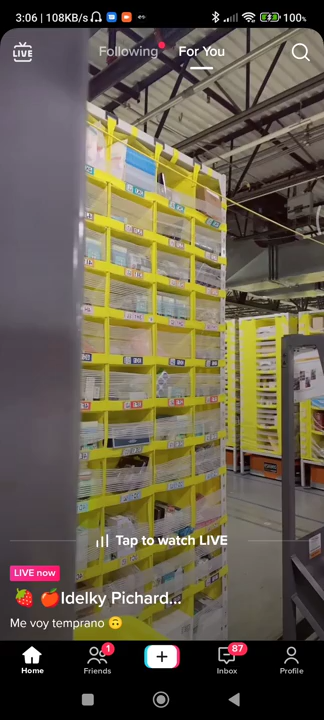 3:06 | 108KB/s
100%
LIVE
Following
For You
Tap to watch LIVE
LIVE now
🍓 🍎Idelky Pichard...
Me voy temprano 🙃
Home
1
Friends
87
Inbox
Profile